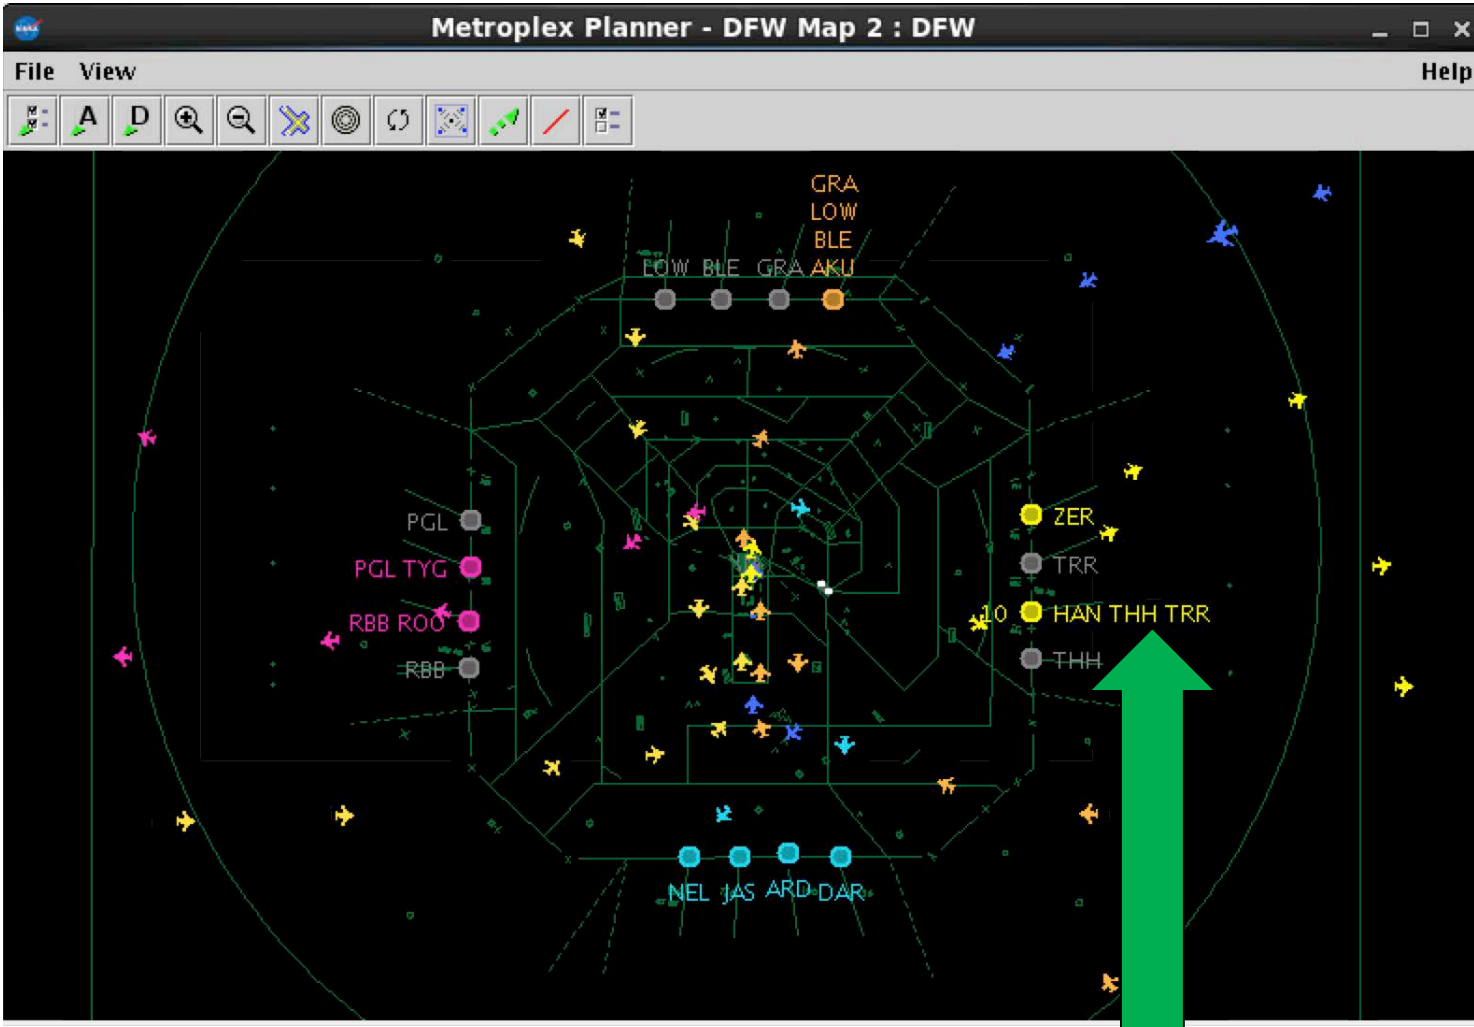 Metroplex Planner - DFW Map 2 : DFW
File View Help
A D
GRA
LOW
BLE
LOW BLE GRA AKU
PGL
ZER
PGL TYG
TRR
RBB ROO
10 HAN THH TRR
RBB
THH
NEL JAS ARD DAR